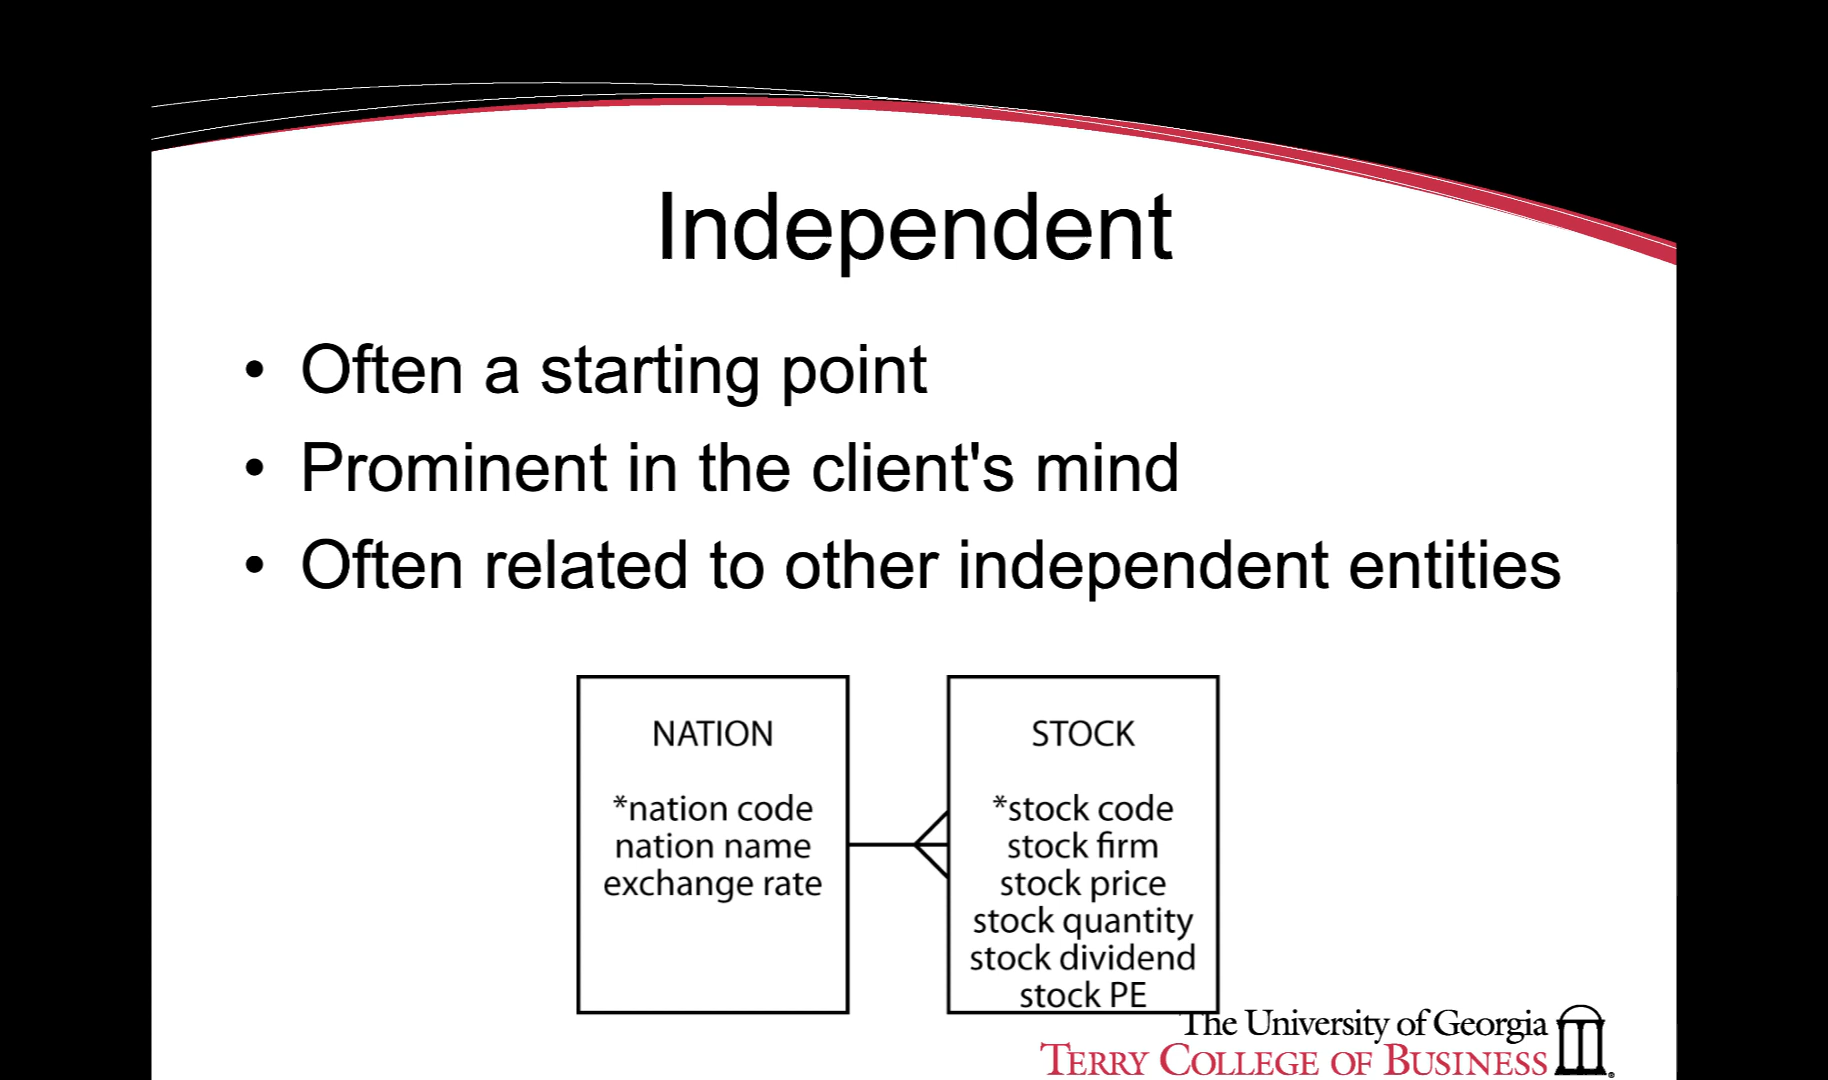 Independent
• Often a starting point
• Prominent in the client's mind
• Often related to other independent entities
NATION
*nation code
nation name
exchange rate
STOCK
*stock code
stock firm
stock price
stock quantity
stock dividend
stock PE
The University of Georgia
TERRY COLLEGE OF BUSINESS